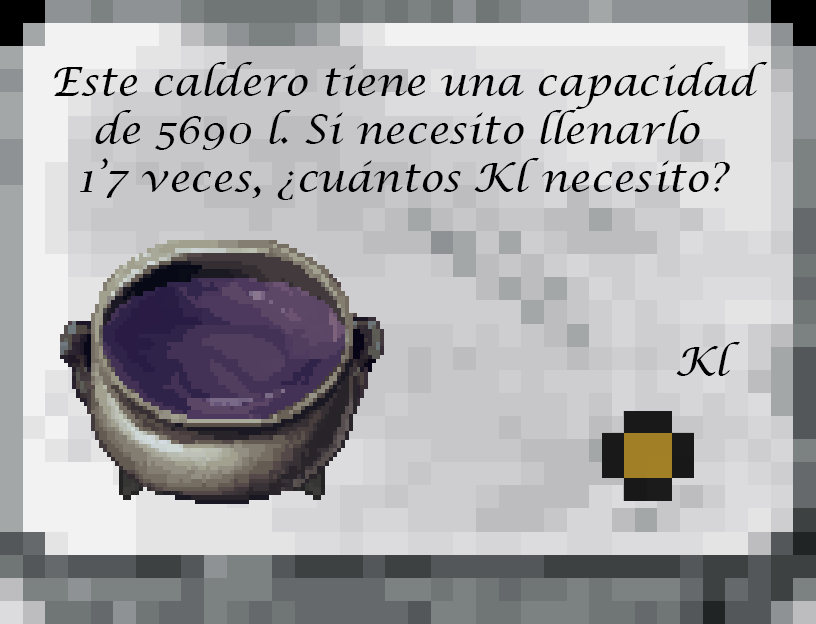 Este caldero tiene una capacidad
de 5690 l. Si necesito llenarlo
1'7 veces, ¿cuántos Kl necesito?
Kl